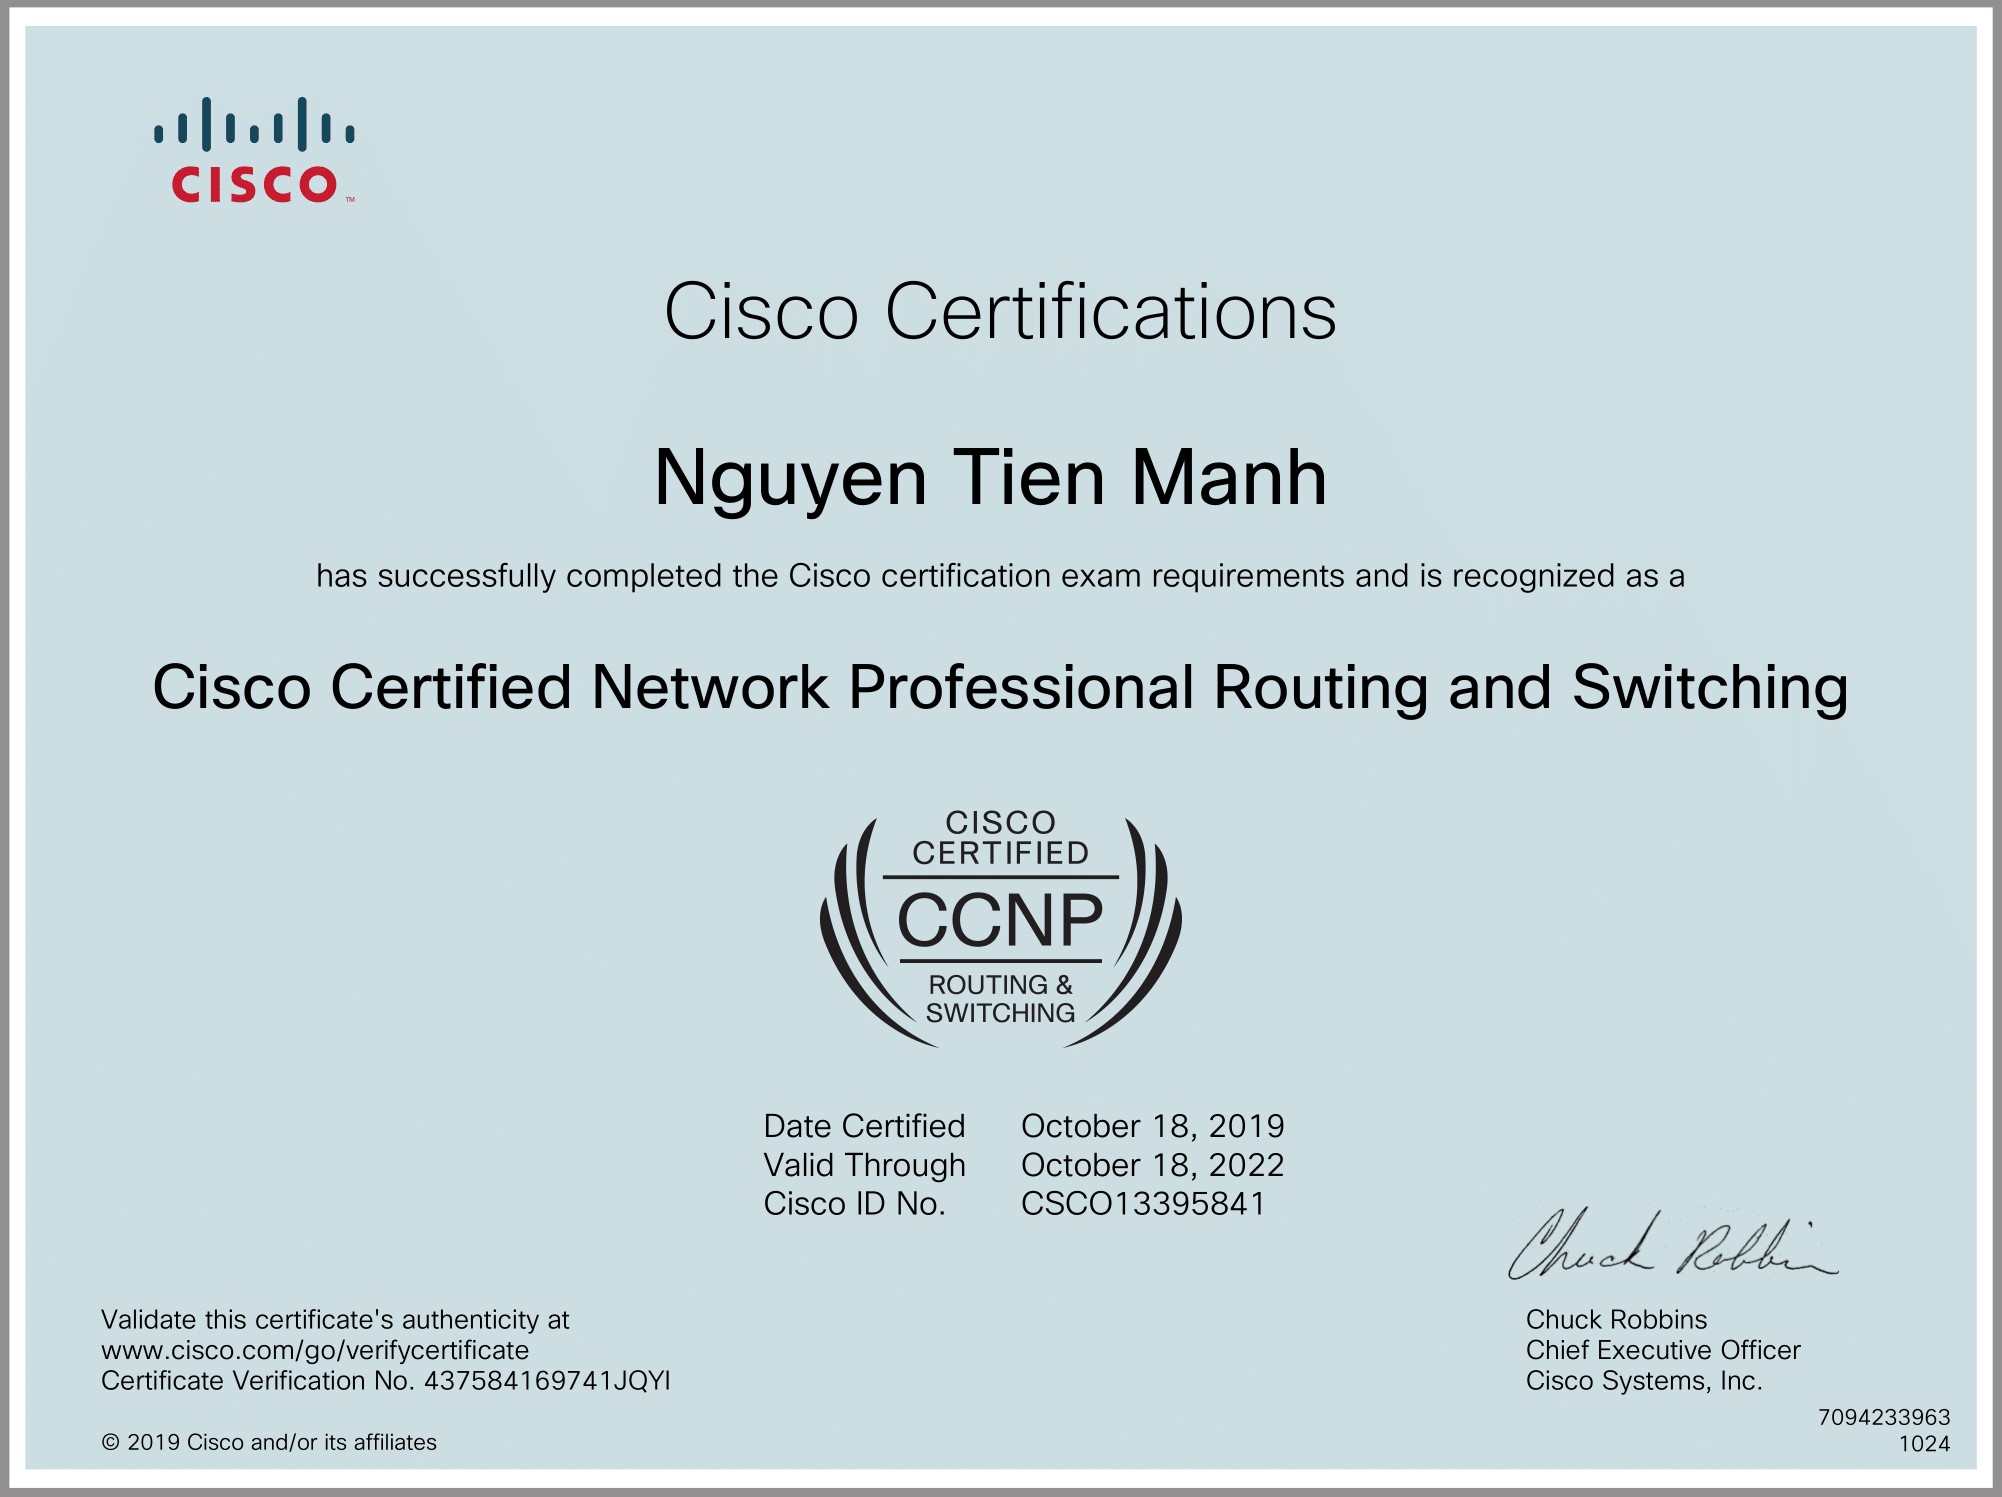 CISCO™
Cisco Certifications
Nguyen Tien Manh
has successfully completed the Cisco certification exam requirements and is recognized as a
Cisco Certified Network Professional Routing and Switching
CISCO
CERTIFIED
CCNP
ROUTING &
SWITCHING
Date Certified October 18, 2019
Valid Through October 18, 2022
Cisco ID No. CSCO13395841
Chuck Robbins
Validate this certificate's authenticity at
www.cisco.com/go/verifycertificate
Certificate Verification No. 437584169741JQYI
© 2019 Cisco and/or its affiliates
Chuck Robbins
Chief Executive Officer
Cisco Systems, Inc.
7094233963
1024